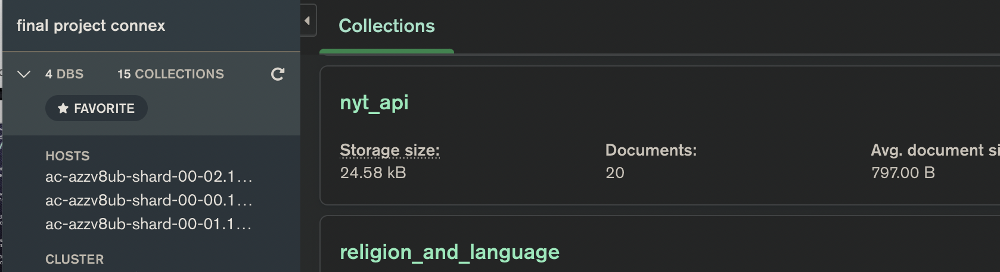 final project connex
4 DBS 15 COLLECTIONS
FAVORITE
HOSTS
ac-azzv8ub-shard-00-02.1...
ac-azzv8ub-shard-00-00.1...
ac-azzv8ub-shard-00-01.1...
CLUSTER
Collections
nyt_api
Storage size: Documents: Avg. document si
24.58 kB 20 797.00 B
religion_and_language